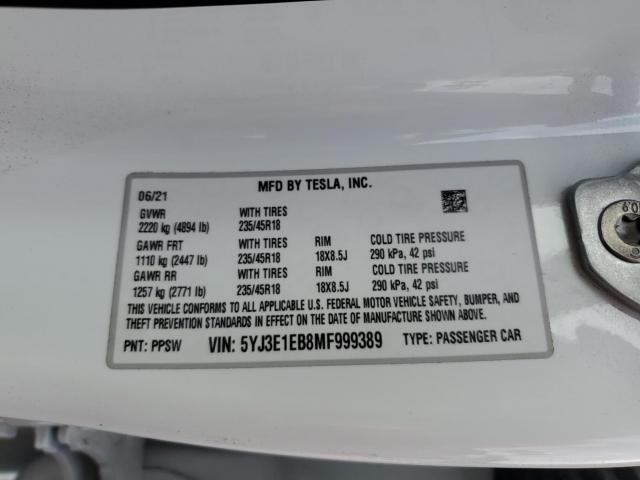 MFD BY TESLA, INC.
06/21
GVWR WITH TIRES
2220 kg (4894 lb) 235/45R18
GAWR FRT WITH TIRES RIM COLD TIRE PRESSURE
1110 kg (2447 lb) 235/45R18 18X8.5J 290 kPa, 42 psi
GAWR RR WITH TIRES RIM COLD TIRE PRESSURE
1257 kg (2771 lb) 235/45R18 18X8.5J 290 kPa, 42 psi
THIS VEHICLE CONFORMS TO ALL APPLICABLE U.S. FEDERAL MOTOR VEHICLE SAFETY, BUMPER, AND
THEFT PREVENTION STANDARDS IN EFFECT ON THE DATE OF MANUFACTURE SHOWN ABOVE.
PNT: PPSW VIN: 5YJ3E1EB8MF999389 TYPE: PASSENGER CAR